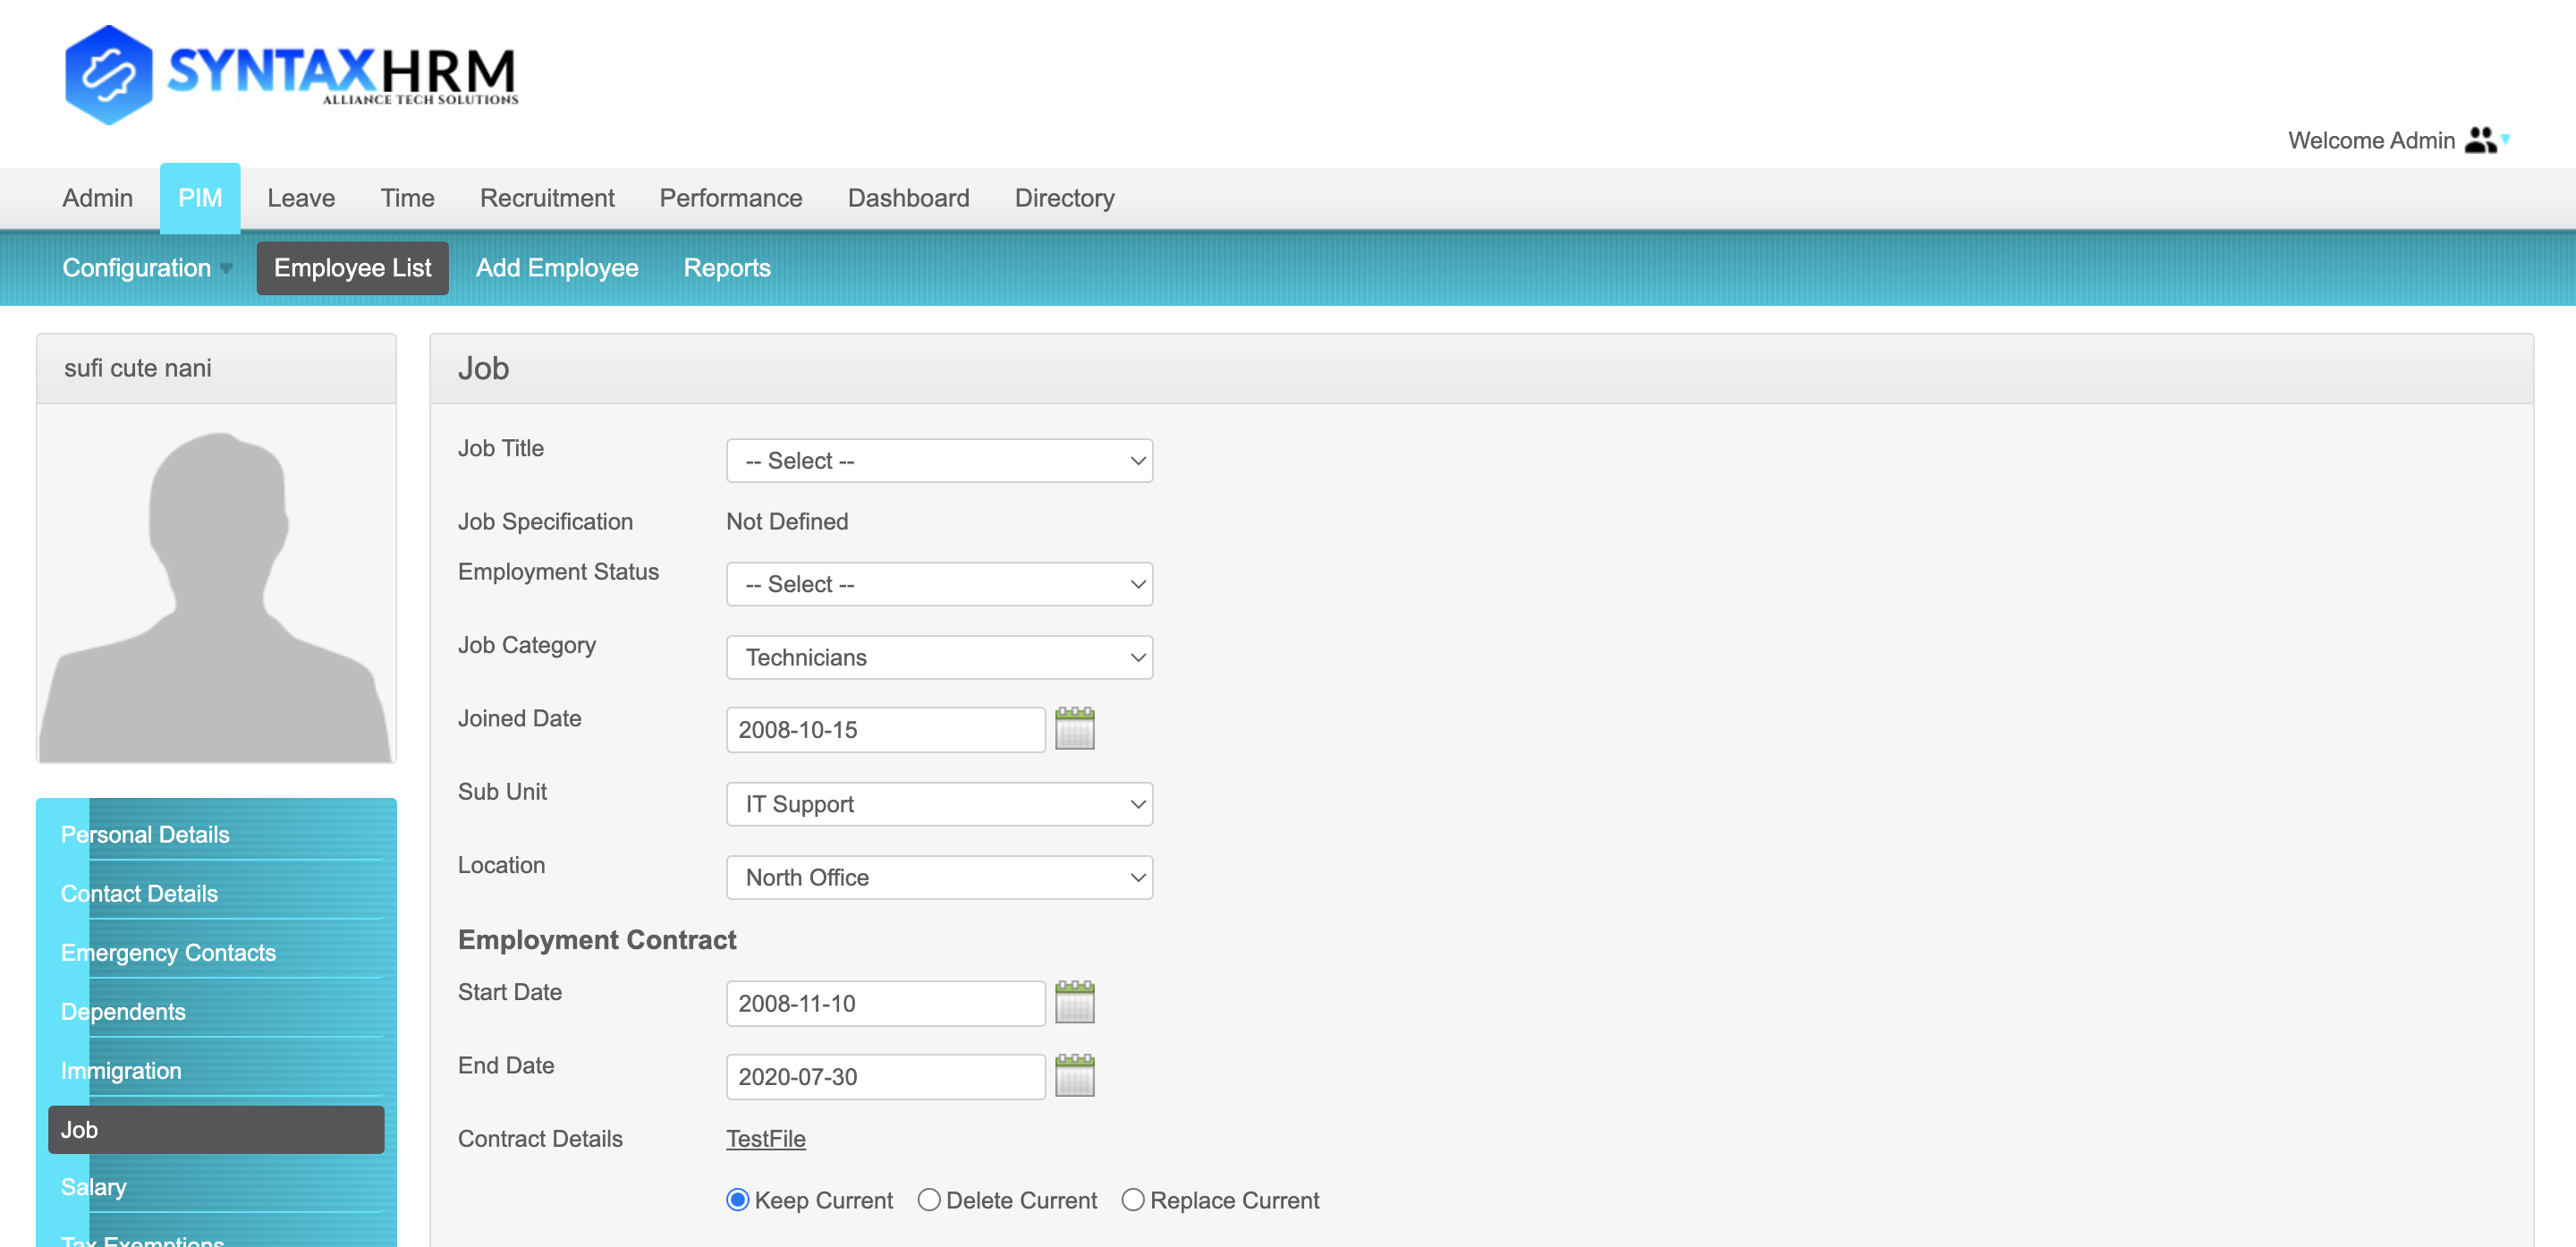 SYNTAXHRM
ALLIANCE TECH SOLUTIONS
Welcome Admin
Admin PIM Leave Time Recruitment Performance Dashboard Directory
Configuration Employee List Add Employee Reports
sufi cute nani
Personal Details
Contact Details
Emergency Contacts
Dependents
Immigration
Job
Salary
Tax Exemptions
Job
Job Title -- Select --
Job Specification Not Defined
Employment Status -- Select --
Job Category Technicians
Joined Date 2008-10-15
Sub Unit IT Support
Location North Office
Employment Contract
Start Date 2008-11-10
End Date 2020-07-30
Contract Details TestFile
Keep Current Delete Current Replace Current